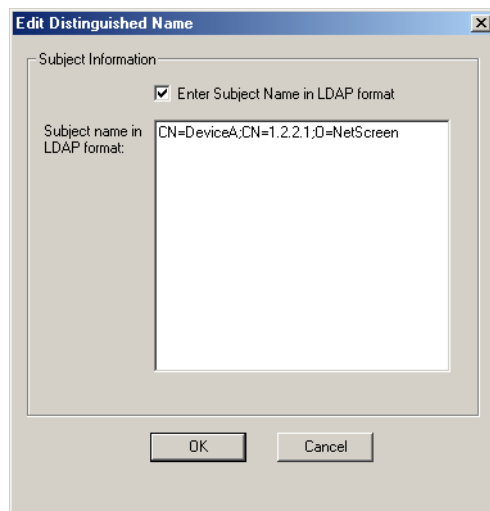 Edit Distinguished Name
Subject Information
Enter Subject Name in LDAP format
Subject name in
LDAP format:
CN=DeviceA;CN=1.2.2.1;O=NetScreen
OK
Cancel